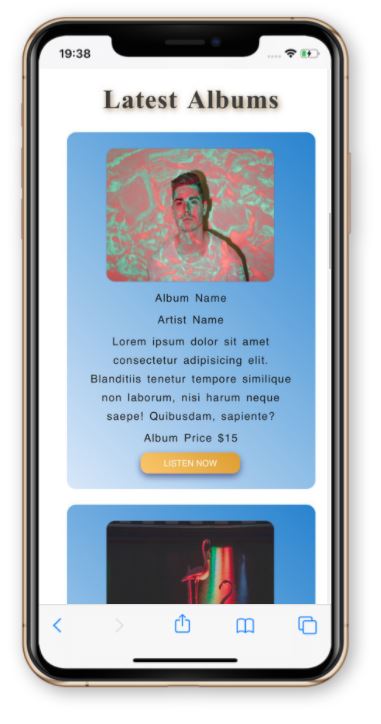 19:38
Latest Albums
Album Name
Artist Name
Lorem ipsum dolor sit amet
consectetur adipisicing elit.
Blanditiis tenetur tempore similique
non laborum, nisi harum neque
saepe! Quibusdam, sapiente?
Album Price $15
LISTEN NOW